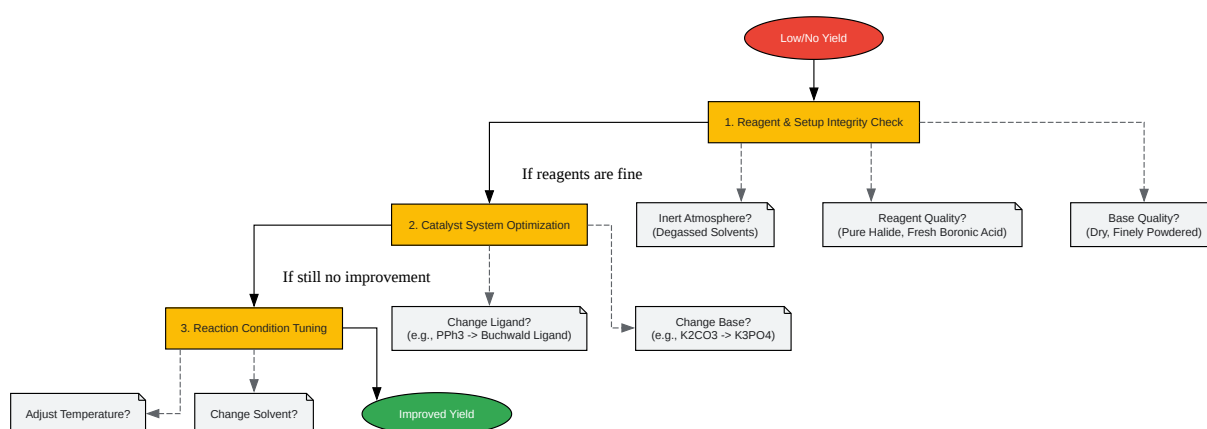 Low/No Yield
1. Reagent & Setup Integrity Check
If reagents are fine
Inert Atmosphere?
(Degassed Solvents)
Reagent Quality?
(Pure Halide, Fresh Boronic Acid)
Base Quality?
(Dry, Finely Powdered)
2. Catalyst System Optimization
If still no improvement
Change Ligand?
(e.g., PPh3 -> Buchwald Ligand)
Change Base?
(e.g., K2CO3 -> K3PO4)
3. Reaction Condition Tuning
Adjust Temperature?
Change Solvent?
Improved Yield